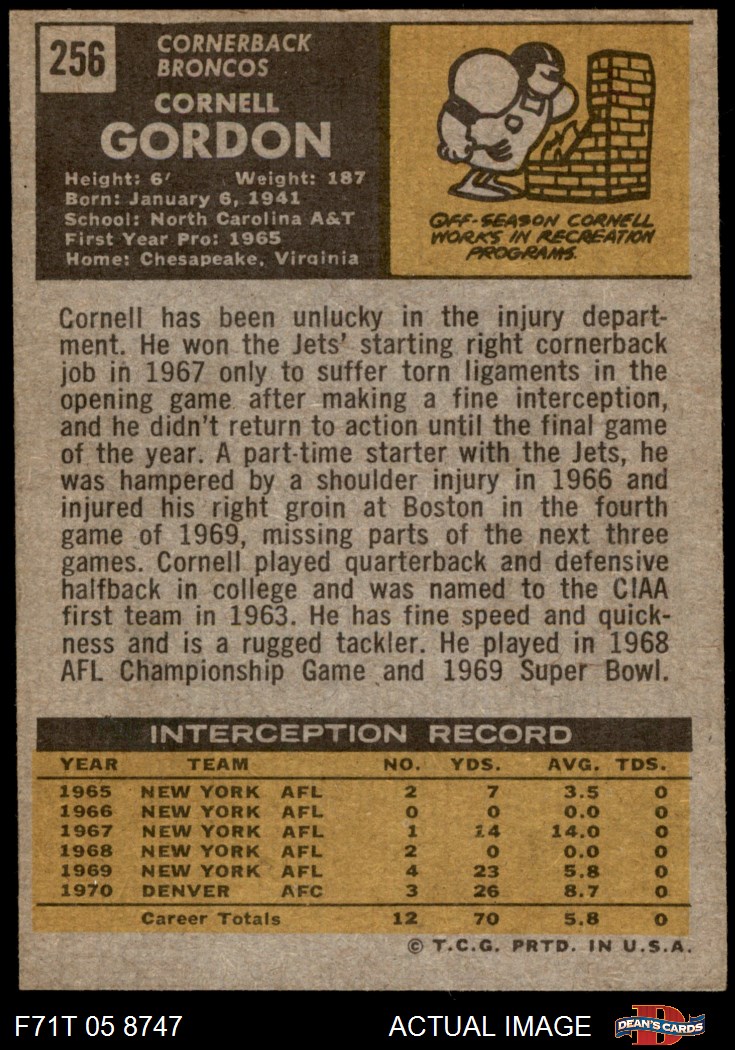 256
CORNERBACK
BRONCOS
CORNELL
GORDON
Height: 6' Weight: 187
Born: January 6, 1941
School: North Carolina A&T
First Year Pro: 1965
Home: Chesapeake, Virginia
OFF-SEASON CORNELL
WORKS IN RECREATION
PROGRAMS.
Cornell has been unlucky in the injury depart-
ment. He won the Jets' starting right cornerback
job in 1967 only to suffer torn ligaments in the
opening game after making a fine interception,
and he didn't return to action until the final game
of the year. A part-time starter with the Jets, he
was hampered by a shoulder injury in 1966 and
injured his right groin at Boston in the fourth
game of 1969, missing parts of the next three
games. Cornell played quarterback and defensive
halfback in college and was named to the CIAA
first team in 1963. He has fine speed and quick-
ness and is a rugged tackler. He played in 1968
AFL Championship Game and 1969 Super Bowl.
INTERCEPTION RECORD
YEAR TEAM NO. YDS. AVG. TDS.
1965 NEW YORK AFL 2 7 3.5 0
1966 NEW YORK AFL 0 0 0.0 0
1967 NEW YORK AFL 1 14 14.0 0
1968 NEW YORK AFL 2 0 0.0 0
1969 NEW YORK AFL 4 23 5.8 0
1970 DENVER AFC 3 26 8.7 0
Career Totals 12 70 5.8 0
© T.C.G. PRTD. IN U.S.A.
F71T 05 8747 ACTUAL IMAGE D DEAN'S CARDS